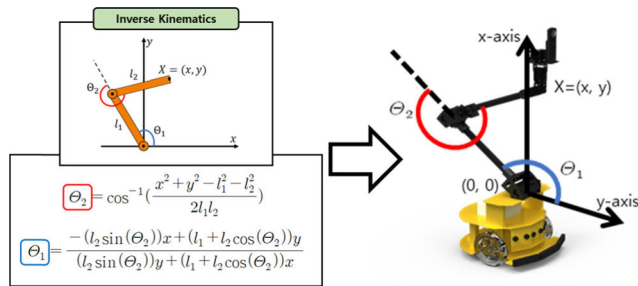 Inverse Kinematics
y
X = (x, y)
l₂
Θ₂
l₁
Θ₁
x
Θ₂ = cos⁻¹((x² + y² − l₁² − l₂²) / (2l₁l₂))
Θ₁ = (−(l₂ sin(Θ₂))x + (l₁ + l₂ cos(Θ₂))y) / ((l₂ sin(Θ₂))y + (l₁ + l₂ cos(Θ₂))x)
x-axis
X=(x, y)
Θ₂
Θ₁
(0, 0)
y-axis